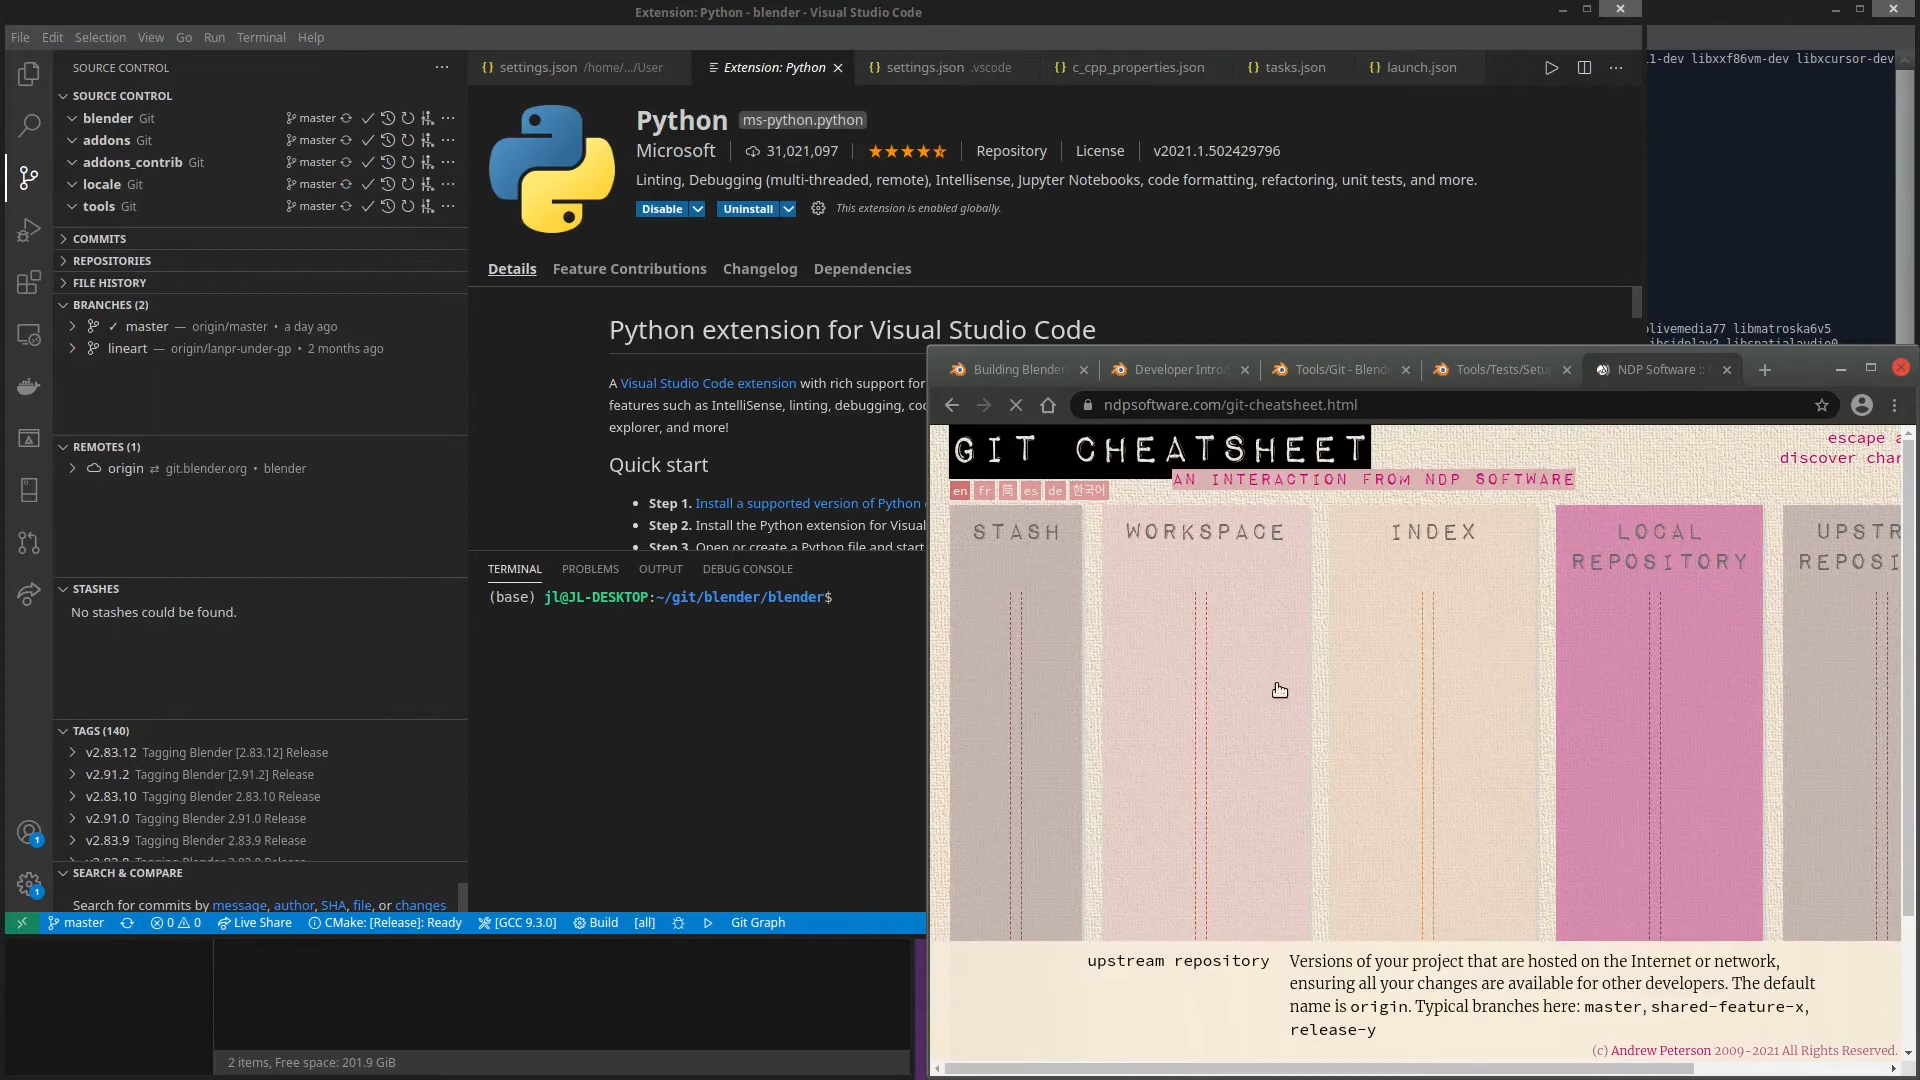 Extension: Python - blender - Visual Studio Code
File Edit Selection View Go Run Terminal Help
SOURCE CONTROL
SOURCE CONTROL
blender Git master
addons Git master
addons_contrib Git master
locale Git master
tools Git master
COMMITS
REPOSITORIES
FILE HISTORY
BRANCHES (2)
✓ master — origin/master • a day ago
lineart — origin/lanpr-under-gp • 2 months ago
REMOTES (1)
origin ⇄ git.blender.org • blender
STASHES
No stashes could be found.
TAGS (140)
v2.83.12 Tagging Blender [2.83.12] Release
v2.91.2 Tagging Blender [2.91.2] Release
v2.83.10 Tagging Blender 2.83.10 Release
v2.91.0 Tagging Blender 2.91.0 Release
v2.83.9 Tagging Blender 2.83.9 Release
SEARCH & COMPARE
Search for commits by message, author, SHA, file, or changes
settings.json /home/.../User
Extension: Python
settings.json .vscode
c_cpp_properties.json
tasks.json
launch.json
Python ms-python.python
Microsoft 31,021,097 Repository License v2021.1.502429796
Linting, Debugging (multi-threaded, remote), Intellisense, Jupyter Notebooks, code formatting, refactoring, unit tests, and more.
Disable Uninstall This extension is enabled globally.
Details Feature Contributions Changelog Dependencies
Python extension for Visual Studio Code
A Visual Studio Code extension with rich support for
features such as IntelliSense, linting, debugging,
explorer, and more!
Quick start
• Step 1. Install a supported version of Python
• Step 2. Install the Python extension for Visual
• Step 3. Open or create a Python file and start
TERMINAL PROBLEMS OUTPUT DEBUG CONSOLE
(base) jl@JL-DESKTOP:~/git/blender/blender$
master 0 0 Live Share CMake: [Release]: Ready [GCC 9.3.0] Build [all] Git Graph
2 items, Free space: 201.9 GiB
libxxf86vm-dev libxcursor-dev
libmatroska6v5
Building Blender
Developer Intro/
Tools/Git - Blend
Tools/Tests/Setu
NDP Software ::
ndpsoftware.com/git-cheatsheet.html
GIT CHEATSHEET
AN INTERACTION FROM NDP SOFTWARE
en fr 简 es de 한국어
escape
discover
STASH
WORKSPACE
INDEX
LOCAL
REPOSITORY
UPSTR
REPOSI
upstream repository
Versions of your project that are hosted on the Internet or network,
ensuring all your changes are available for other developers. The default
name is origin. Typical branches here: master, shared-feature-x,
release-y
(c) Andrew Peterson 2009-2021 All Rights Reserved.